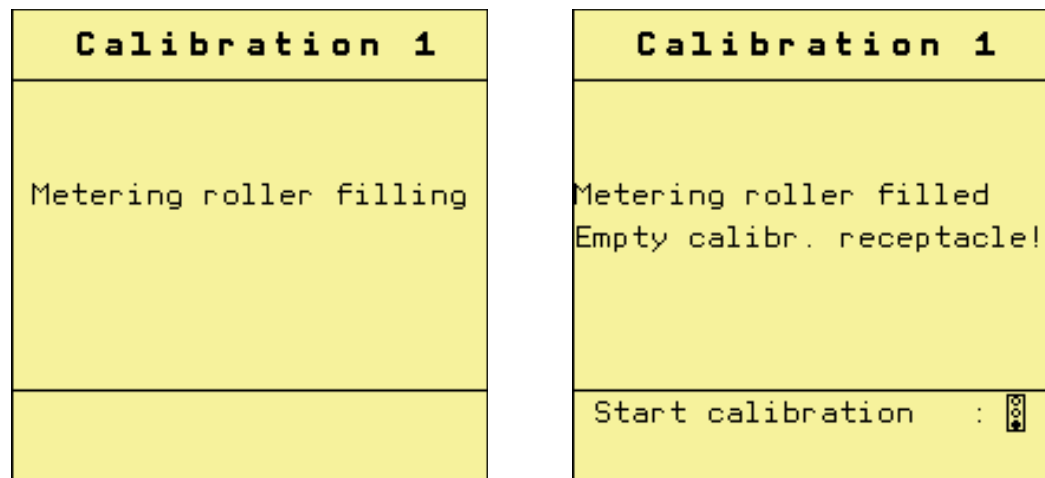 Calibration 1
Metering roller filling
Calibration 1
Metering roller filled
Empty calibr. receptacle!
Start calibration :